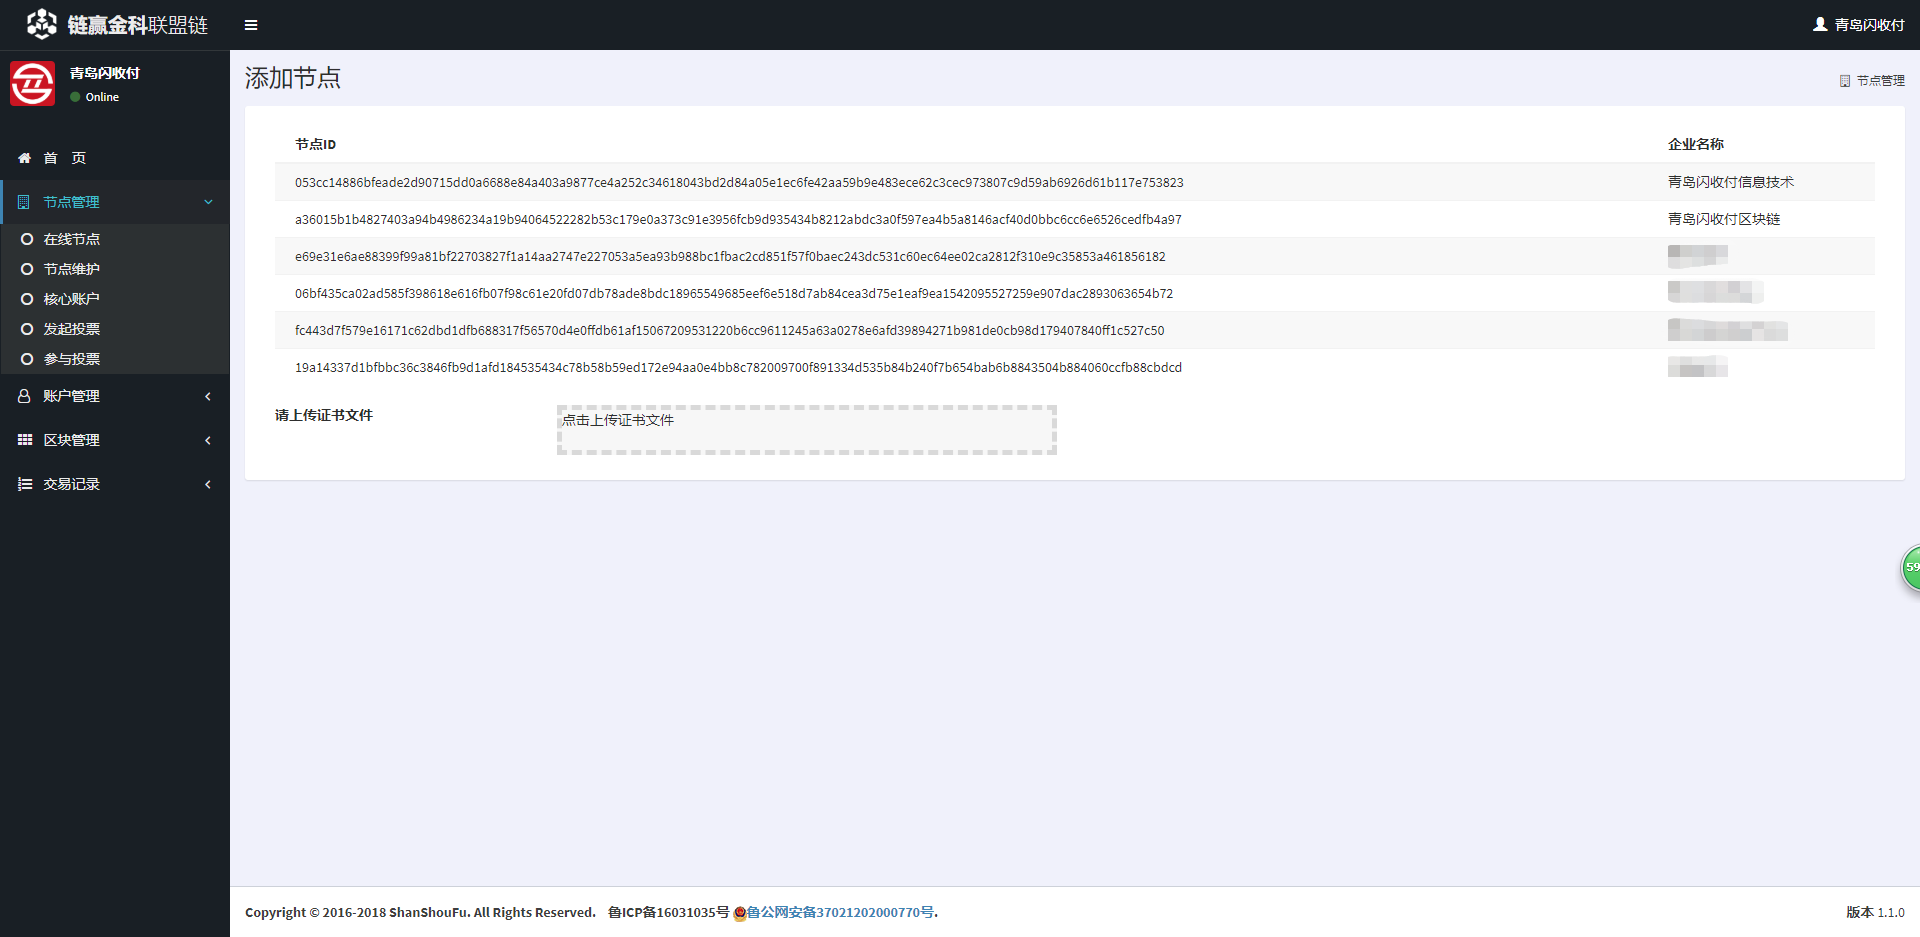 链赢金科联盟链
青岛闪收付
青岛闪收付
Online
首 页
节点管理
在线节点
节点维护
核心账户
发起投票
参与投票
账户管理
区块管理
交易记录
添加节点
节点管理
节点ID 企业名称
053cc14886bfeade2d90715dd0a6688e84a403a9877ce4a252c34618043bd2d84a05e1ec6fe42aa59b9e483ece62c3cec973807c9d59ab6926d61b117e753823 青岛闪收付信息技术
a36015b1b4827403a94b4986234a19b94064522282b53c179e0a373c91e3956fcb9d935434b8212abdc3a0f597ea4b5a8146acf40d0bbc6cc6e6526cedfb4a97 青岛闪收付区块链
e69e31e6ae88399f99a81bf22703827f1a14aa2747e227053a5ea93b988bc1fbac2cd851f57f0baec243dc531c60ec64ee02ca2812f310e9c35853a461856182
06bf435ca02ad585f398618e616fb07f98c61e20fd07db78ade8bdc18965549685eef6e518d7ab84cea3d75e1eaf9ea1542095527259e907dac2893063654b72
fc443d7f579e16171c62dbd1dfb688317f56570d4e0ffdb61af15067209531220b6cc9611245a63a0278e6afd39894271b981de0cb98d179407840ff1c527c50
19a14337d1bfbbc36c3846fb9d1afd184535434c78b58b59ed172e94aa0e4bb8c782009700f891334d535b84b240f7b654bab6b8843504b884060ccfb88cbdcd
请上传证书文件
点击上传证书文件
59
Copyright © 2016-2018 ShanShouFu. All Rights Reserved. 鲁ICP备16031035号 鲁公网安备37021202000770号.
版本 1.1.0